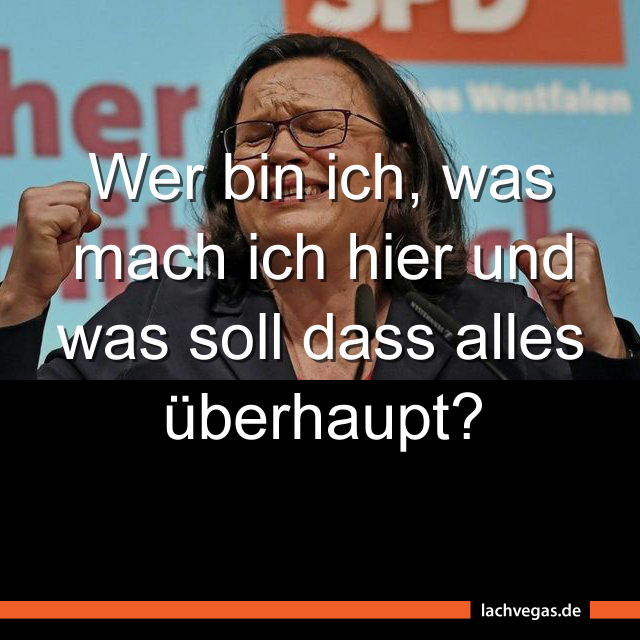 SPD
her
es Westfalen
Wer bin ich, was
mach ich hier und
was soll dass alles
überhaupt?
lachvegas.de